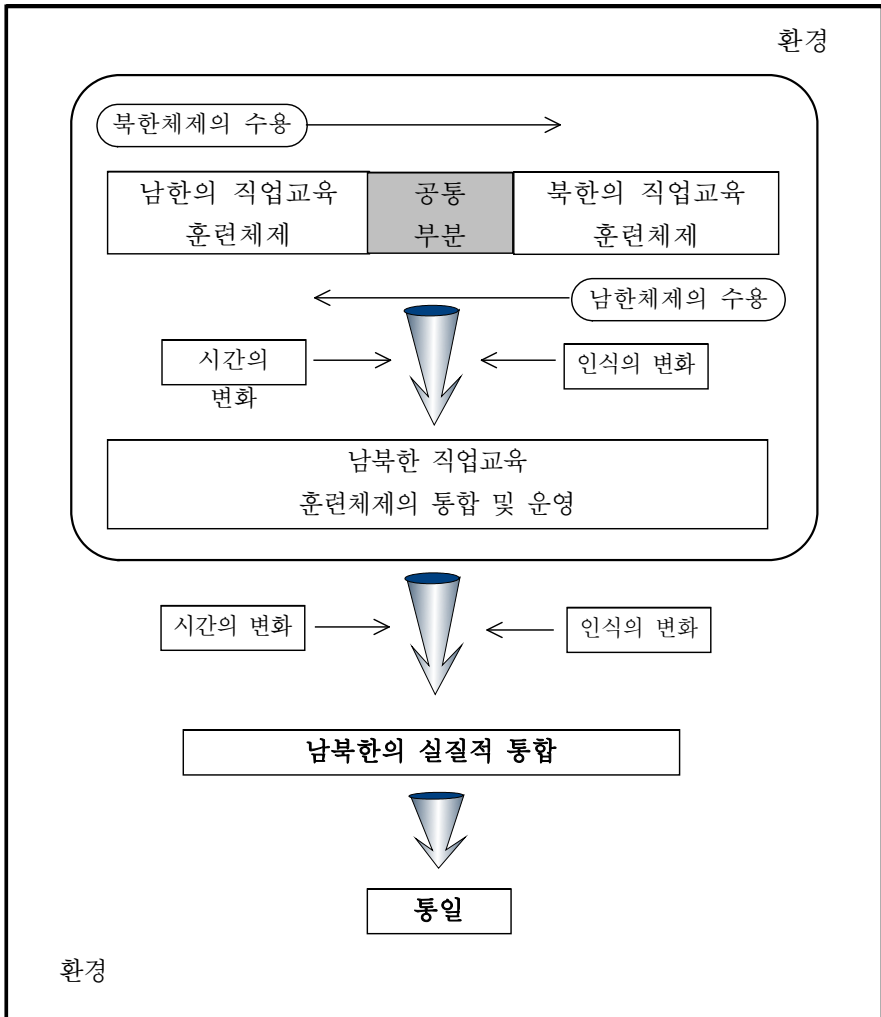 환경
북한체제의 수용
남한의 직업교육
훈련체제
공통
부분
북한의 직업교육
훈련체제
남한체제의 수용
시간의
변화
인식의 변화
남북한 직업교육
훈련체제의 통합 및 운영
시간의 변화
인식의 변화
남북한의 실질적 통합
통일
환경